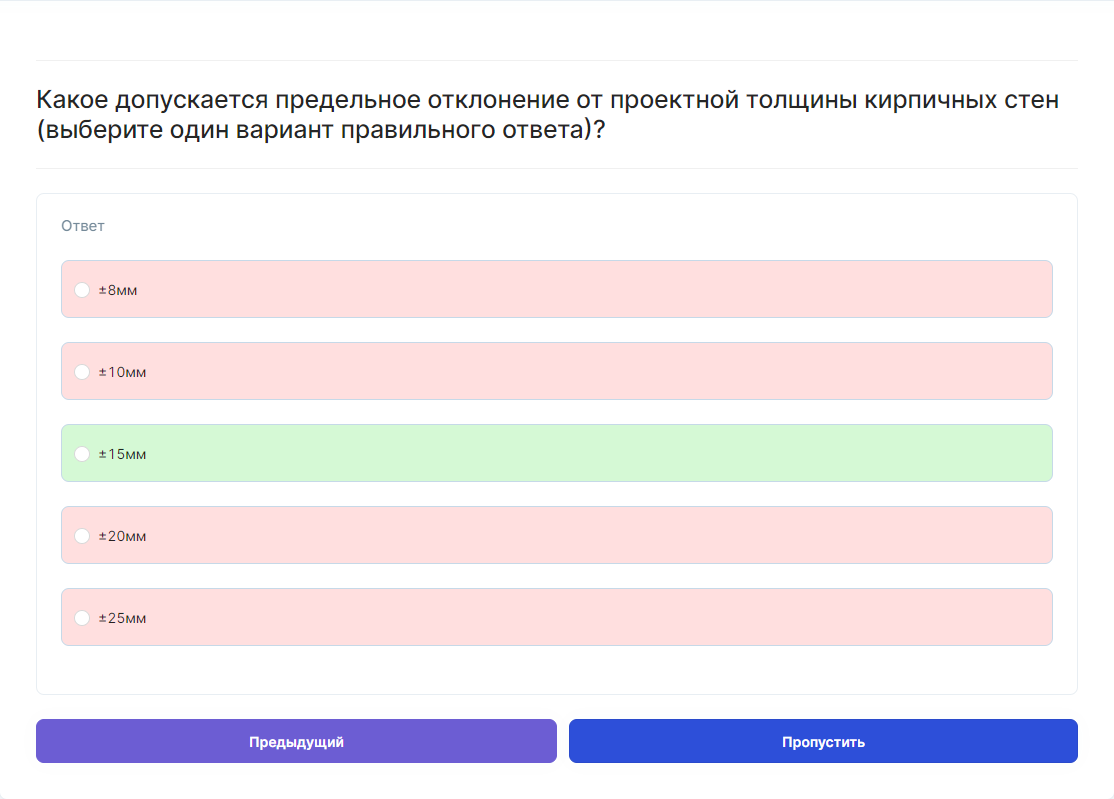 Какое допускается предельное отклонение от проектной толщины кирпичных стен
(выберите один вариант правильного ответа)?
Ответ
±8мм
±10мм
±15мм
±20мм
±25мм
Предыдущий
Пропустить